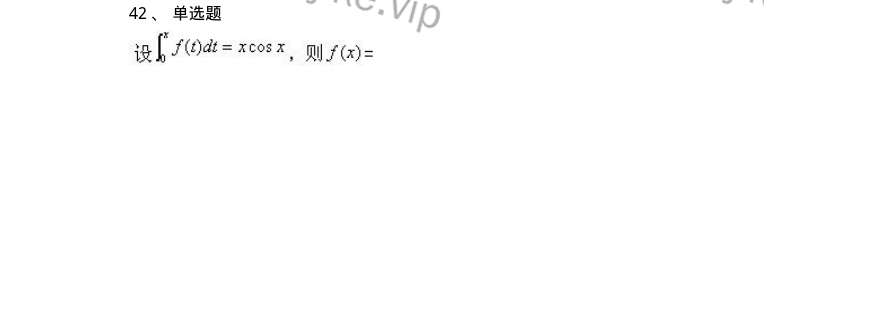 42 、 单选题
设∫₀ˣ f(t)dt = x cos x ，则 f(x) =